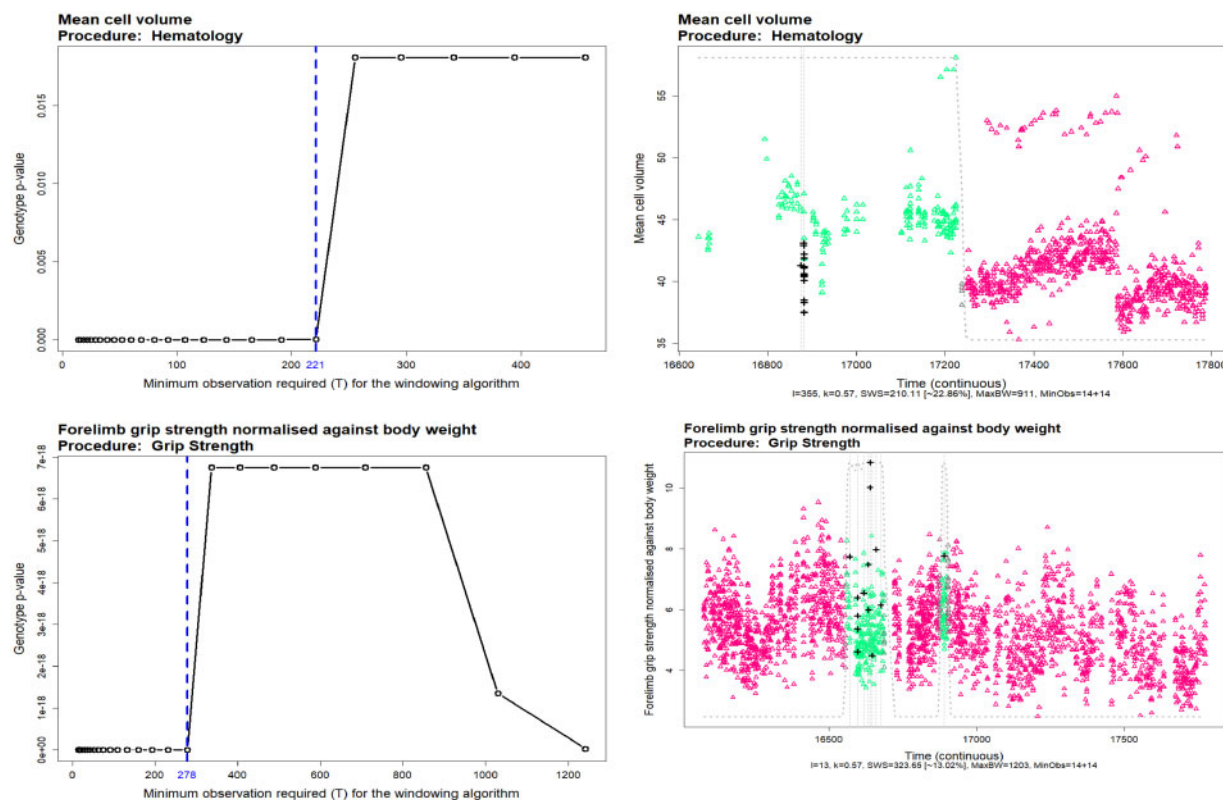 Mean cell volume
Procedure: Hematology
Genotype p-value
0.000
0.005
0.010
0.015
0
100
200
221
300
400
Minimum observation required (T) for the windowing algorithm
Mean cell volume
Procedure: Hematology
Mean cell volume
35
40
45
50
55
16600
16800
17000
17200
17400
17600
17800
Time (continuous)
l=355, k=0.57, SWS=210.11 [~22.86%], MaxBW=911, MinObs=14+14
Forelimb grip strength normalised against body weight
Procedure: Grip Strength
Genotype p-value
0e+00
1e-18
2e-18
3e-18
4e-18
5e-18
6e-18
7e-18
0
200
278
400
600
800
1000
1200
Minimum observation required (T) for the windowing algorithm
Forelimb grip strength normalised against body weight
Procedure: Grip Strength
Forelimb grip strength normalised against body weight
4
6
8
10
16500
17000
17500
Time (continuous)
l=13, k=0.57, SWS=323.65 [~13.02%], MaxBW=1203, MinObs=14+14